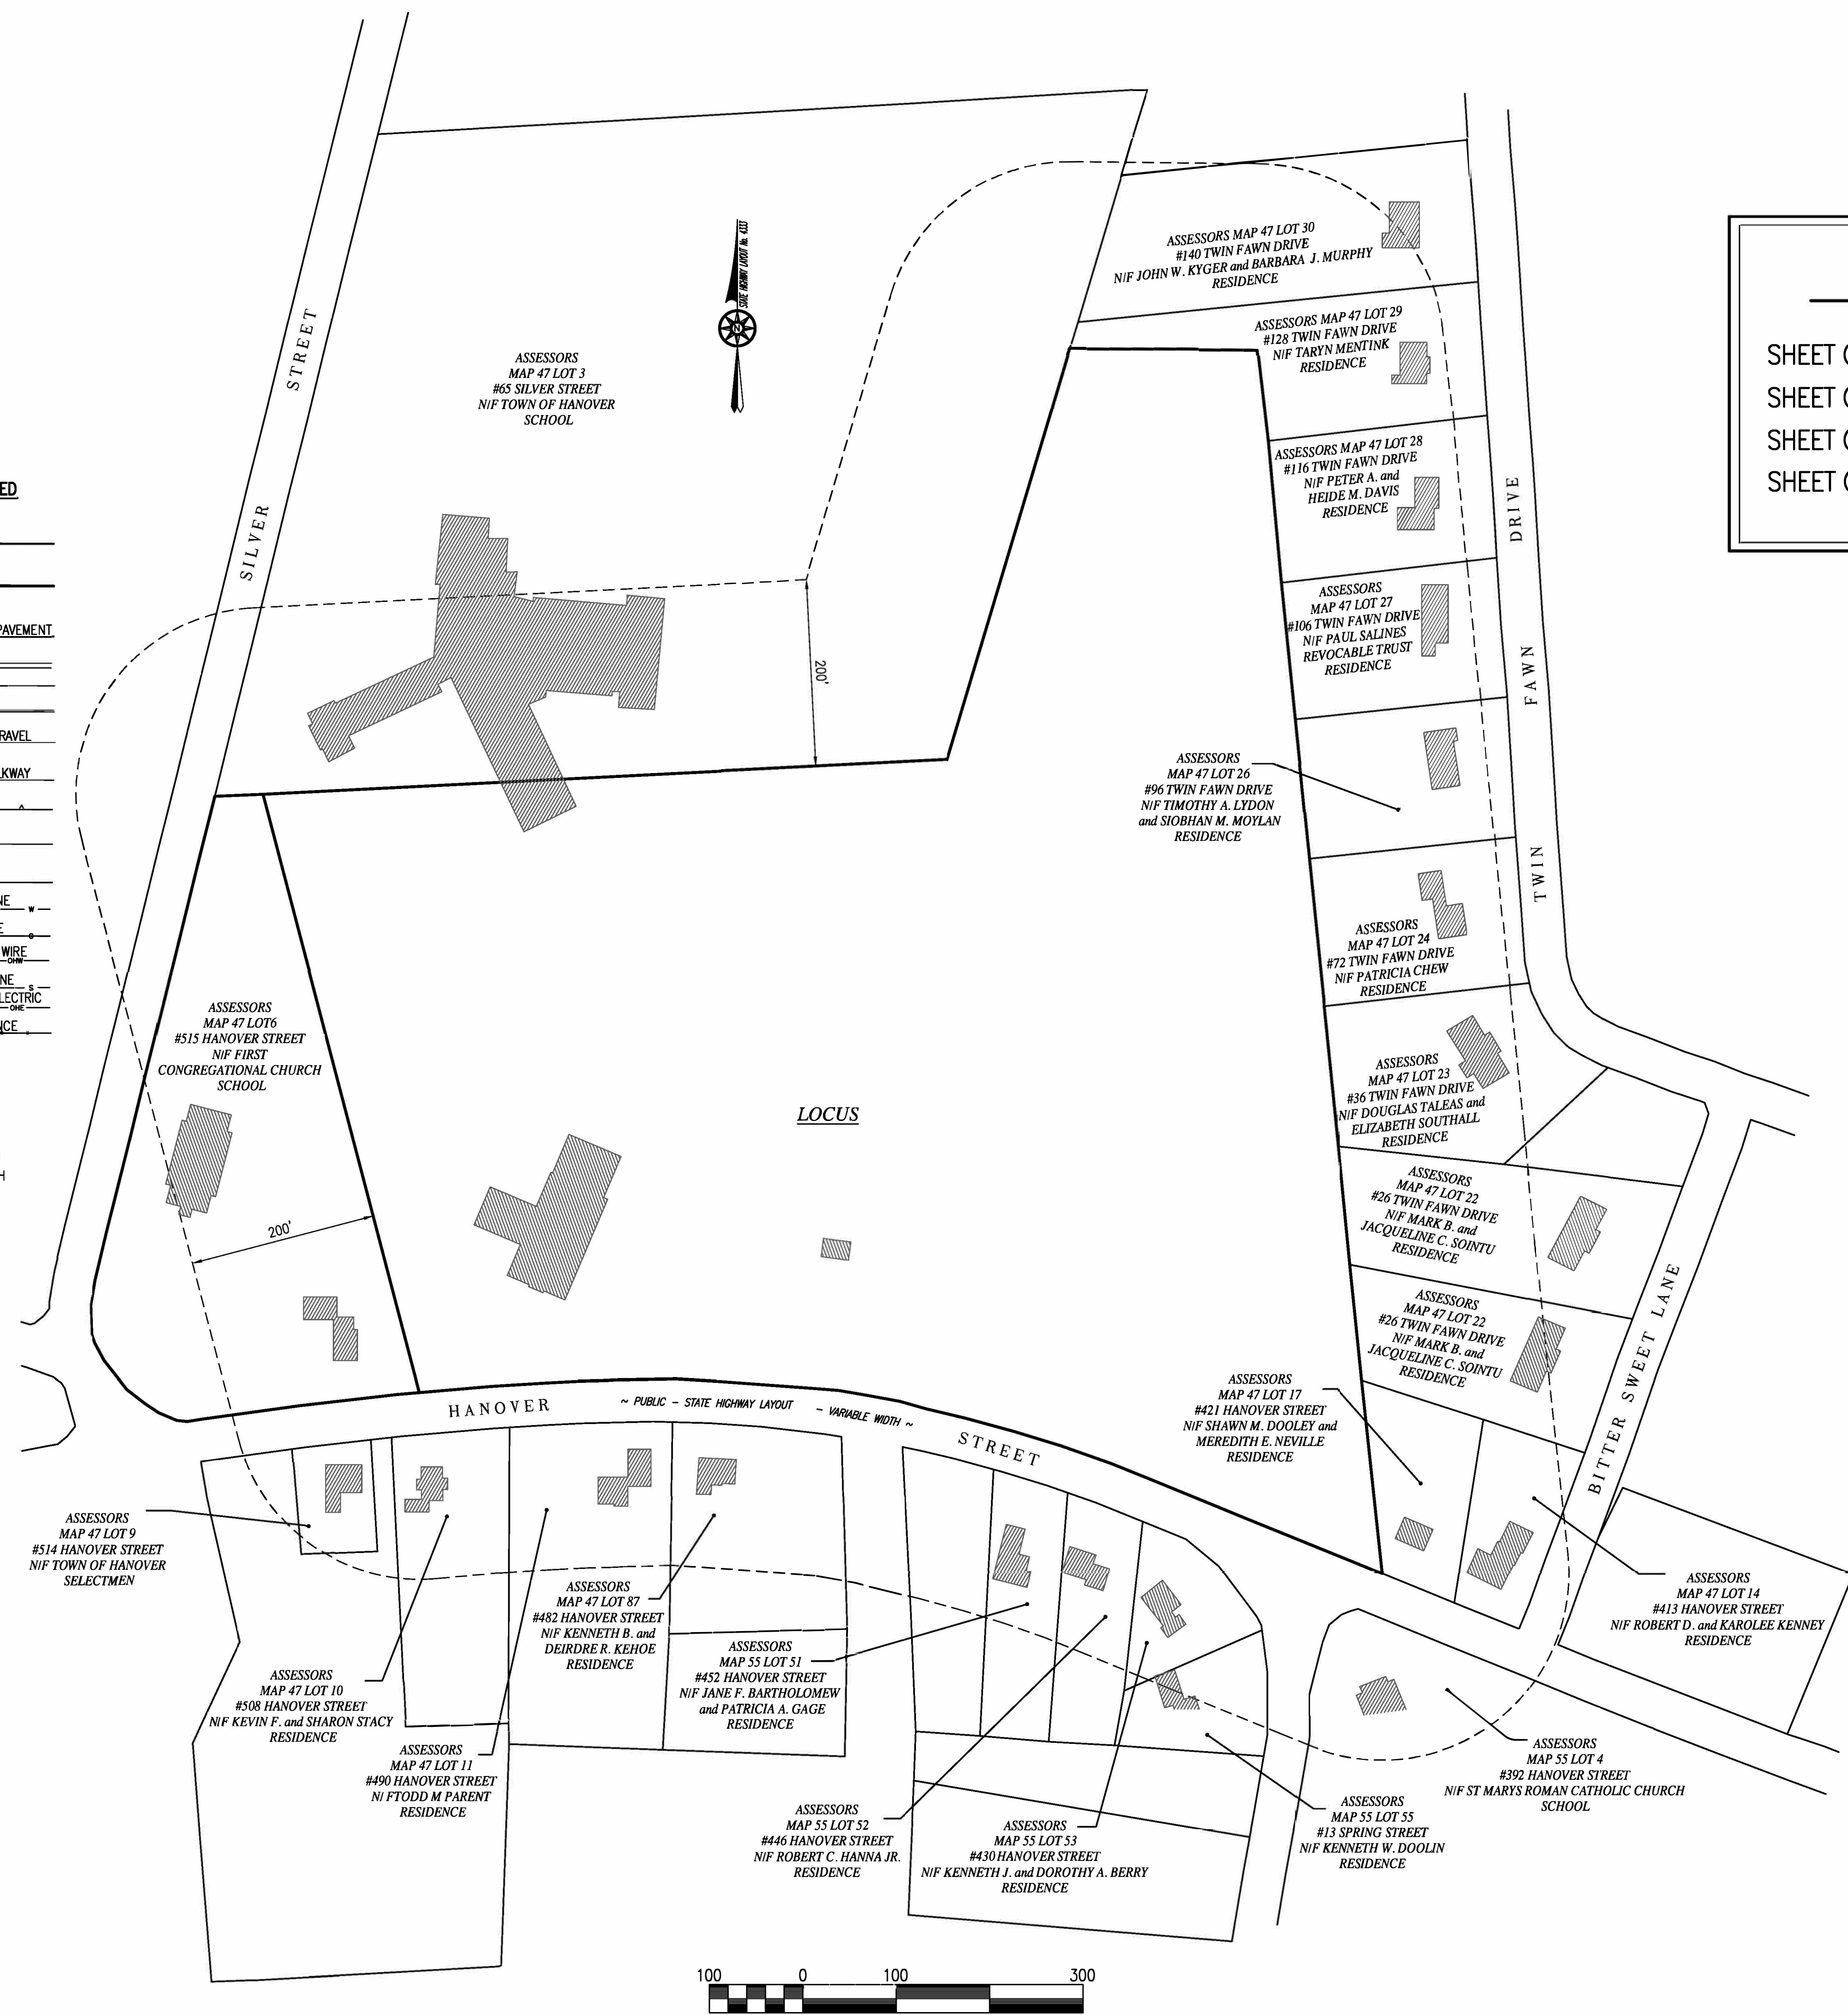 STATE HIGHWAY LAYOUT No. 4333
N
SILVER STREET
ASSESSORS
MAP 47 LOT 3
#65 SILVER STREET
N/F TOWN OF HANOVER
SCHOOL
ASSESSORS MAP 47 LOT 30
#140 TWIN FAWN DRIVE
N/F JOHN W. KYGER and BARBARA J. MURPHY
RESIDENCE
ASSESSORS MAP 47 LOT 29
#128 TWIN FAWN DRIVE
N/F TARYN MENTINK
RESIDENCE
SHEET
SHEET
SHEET
SHEET
ASSESSORS MAP 47 LOT 28
#116 TWIN FAWN DRIVE
N/F PETER A. and
HEIDE M. DAVIS
RESIDENCE
ED
PAVEMENT
RAVEL
LKWAY
NE W
E G
WIRE
OHW
NE S
LECTRIC
OHE
NCE
H
TWIN FAWN DRIVE
ASSESSORS
MAP 47 LOT 27
#106 TWIN FAWN DRIVE
N/F PAUL SALINES
REVOCABLE TRUST
RESIDENCE
200'
ASSESSORS
MAP 47 LOT 26
#96 TWIN FAWN DRIVE
N/F TIMOTHY A. LYDON
and SIOBHAN M. MOYLAN
RESIDENCE
ASSESSORS
MAP 47 LOT 24
#72 TWIN FAWN DRIVE
N/F PATRICIA CHEW
RESIDENCE
ASSESSORS
MAP 47 LOT6
#515 HANOVER STREET
N/F FIRST
CONGREGATIONAL CHURCH
SCHOOL
ASSESSORS
MAP 47 LOT 23
#36 TWIN FAWN DRIVE
N/F DOUGLAS TALEAS and
ELIZABETH SOUTHALL
RESIDENCE
LOCUS
200'
ASSESSORS
MAP 47 LOT 22
#26 TWIN FAWN DRIVE
N/F MARK B. and
JACQUELINE C. SOINTU
RESIDENCE
ASSESSORS
MAP 47 LOT 22
#26 TWIN FAWN DRIVE
N/F MARK B. and
JACQUELINE C. SOINTU
RESIDENCE
BITTER SWEET LANE
ASSESSORS
MAP 47 LOT 17
#421 HANOVER STREET
N/F SHAWN M. DOOLEY and
MEREDITH E. NEVILLE
RESIDENCE
HANOVER ~ PUBLIC - STATE HIGHWAY LAYOUT - VARIABLE WIDTH ~ STREET
ASSESSORS
MAP 47 LOT 9
#514 HANOVER STREET
N/F TOWN OF HANOVER
SELECTMEN
ASSESSORS
MAP 47 LOT 87
#482 HANOVER STREET
N/F KENNETH B. and
DEIRDRE R. KEHOE
RESIDENCE
ASSESSORS
MAP 47 LOT 14
#413 HANOVER STREET
N/F ROBERT D. and KAROLEE KENNEY
RESIDENCE
ASSESSORS
MAP 55 LOT 51
#452 HANOVER STREET
N/F JANE F. BARTHOLOMEW
and PATRICIA A. GAGE
RESIDENCE
ASSESSORS
MAP 47 LOT 10
#508 HANOVER STREET
N/F KEVIN F. and SHARON STACY
RESIDENCE
ASSESSORS
MAP 47 LOT 11
#490 HANOVER STREET
N/ FTODD M PARENT
RESIDENCE
ASSESSORS
MAP 55 LOT 4
#392 HANOVER STREET
N/F ST MARYS ROMAN CATHOLIC CHURCH
SCHOOL
ASSESSORS
MAP 55 LOT 52
#446 HANOVER STREET
N/F ROBERT C. HANNA JR.
RESIDENCE
ASSESSORS
MAP 55 LOT 53
#430 HANOVER STREET
N/F KENNETH J. and DOROTHY A. BERRY
RESIDENCE
ASSESSORS
MAP 55 LOT 55
#13 SPRING STREET
N/F KENNETH W. DOOLIN
RESIDENCE
100 0 100 300